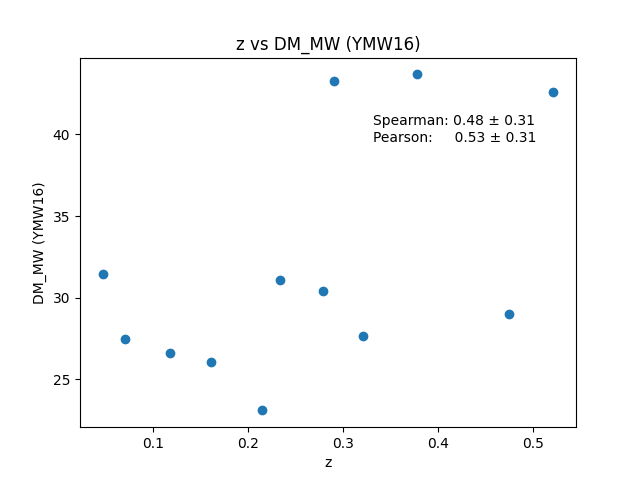 z vs DM_MW (YMW16)
Spearman: 0.48 ± 0.31
Pearson: 0.53 ± 0.31
DM_MW (YMW16)
40
35
30
25
0.1 0.2 0.3 0.4 0.5
z